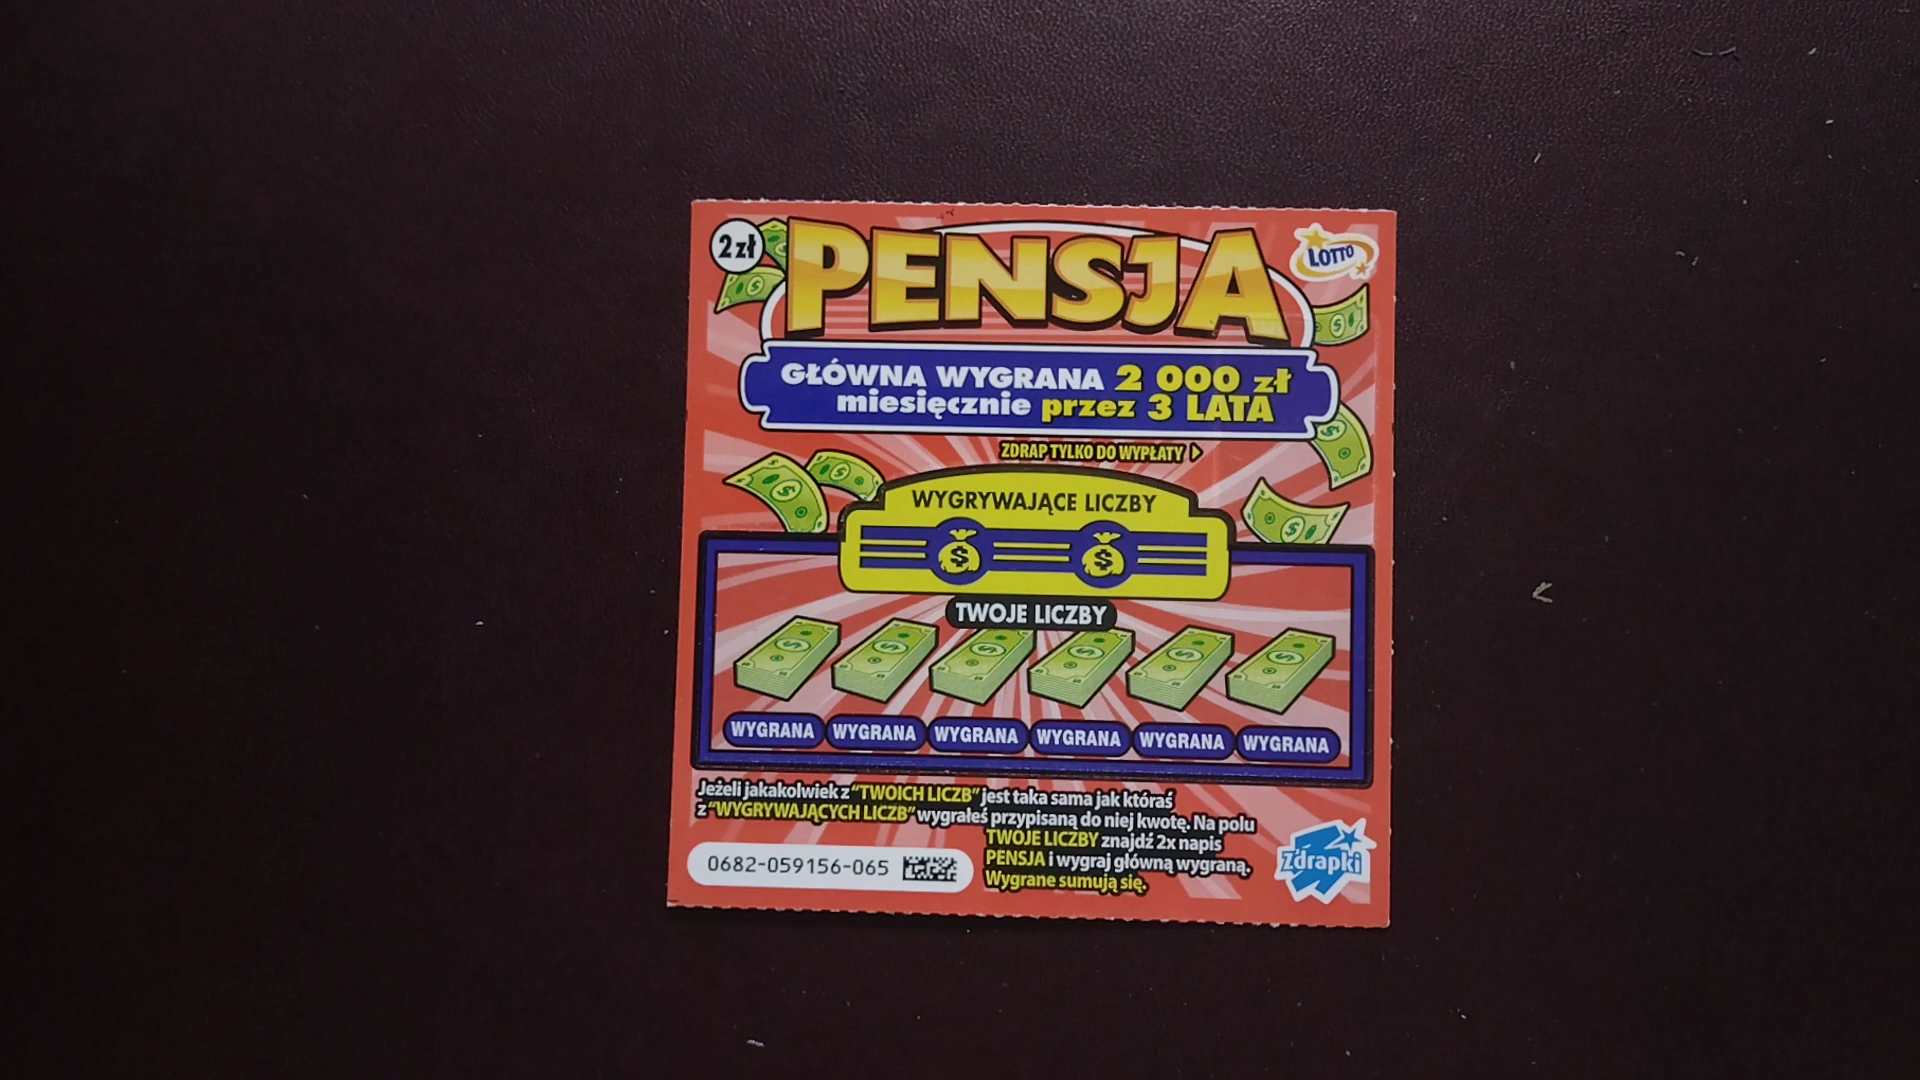 2 zł
PENSJA
LOTTO
GŁÓWNA WYGRANA 2 000 zł
miesięcznie przez 3 LATA
ZDRAP TYLKO DO WYPŁATY
WYGRYWAJĄCE LICZBY
TWOJE LICZBY
WYGRANA WYGRANA WYGRANA WYGRANA WYGRANA WYGRANA
Jeżeli jakakolwiek z "TWOICH LICZB" jest taka sama jak któraś
z "WYGRYWAJĄCYCH LICZB" wygrałeś przypisaną do niej kwotę. Na polu
TWOJE LICZBY znajdź 2x napis
PENSJA i wygraj główną wygraną.
Wygrane sumują się.
0682-059156-065
Zdrapki